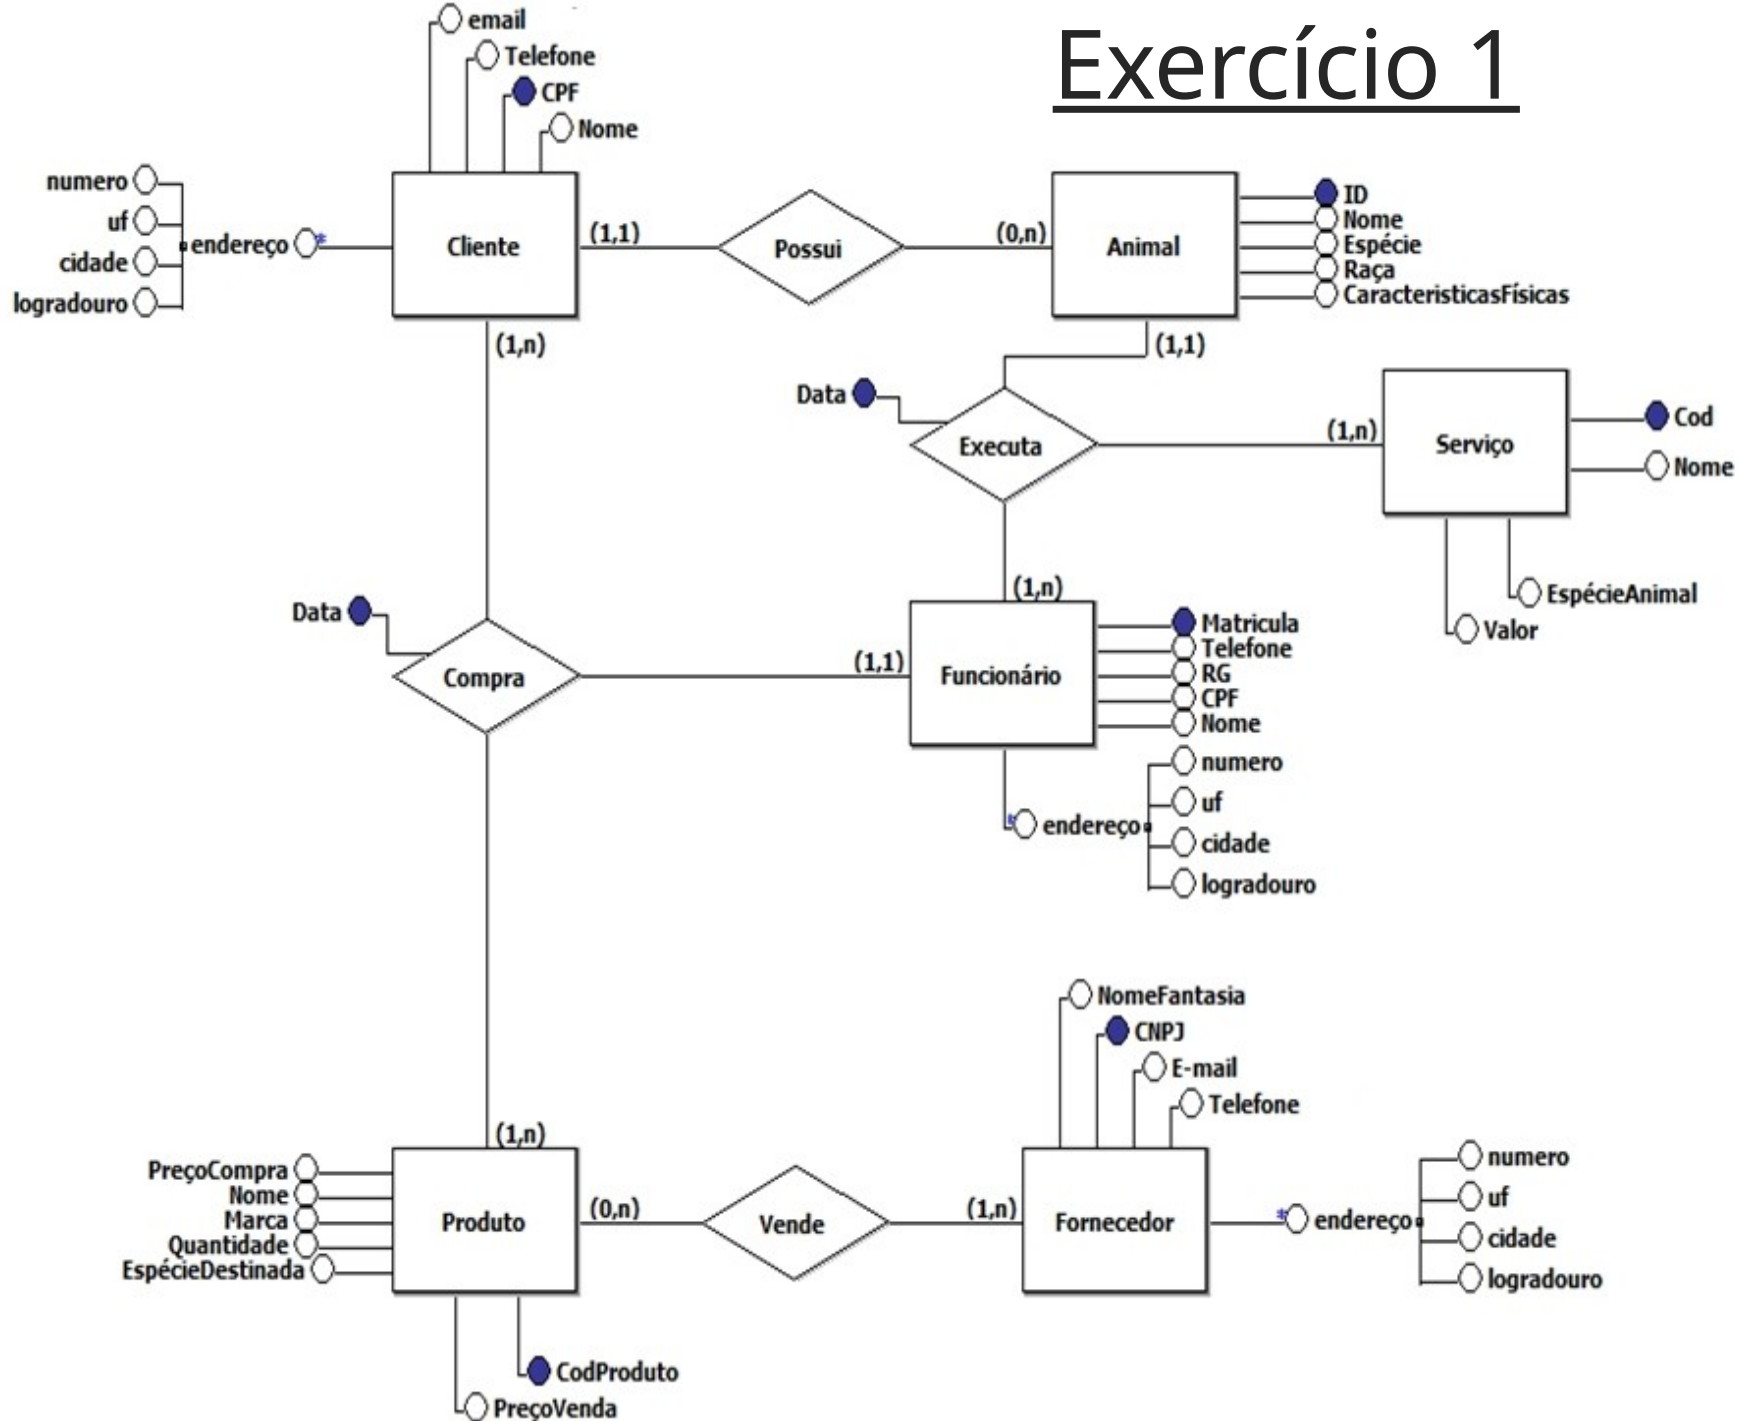 Exercício 1
email
Telefone
CPF
Nome
numero
uf
cidade
logradouro
endereço
*
Cliente
(1,1)
Possui
(0,n)
Animal
ID
Nome
Espécie
Raça
CaracteristicasFísicas
(1,n)
(1,1)
Data
Executa
(1,n)
Serviço
Cod
Nome
EspécieAnimal
Valor
(1,n)
Data
Compra
(1,1)
Funcionário
Matricula
Telefone
RG
CPF
Nome
*
endereço
numero
uf
cidade
logradouro
NomeFantasia
CNPJ
E-mail
Telefone
(1,n)
PreçoCompra
Nome
Marca
Quantidade
EspécieDestinada
Produto
(0,n)
Vende
(1,n)
Fornecedor
*
endereço
numero
uf
cidade
logradouro
CodProduto
PreçoVenda